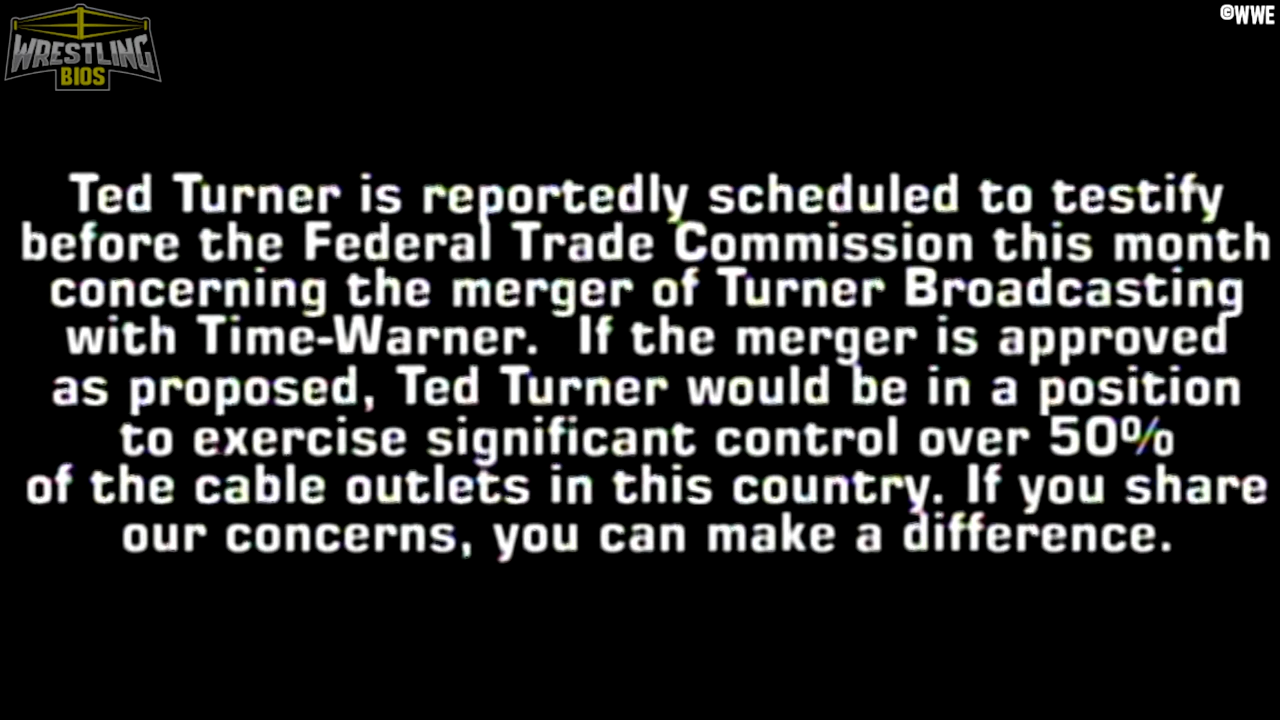 WRESTLING
BIOS
©WWE
Ted Turner is reportedly scheduled to testify
before the Federal Trade Commission this month
concerning the merger of Turner Broadcasting
with Time-Warner.  If the merger is approved
as proposed, Ted Turner would be in a position
to exercise significant control over 50%
of the cable outlets in this country. If you share
our concerns, you can make a difference.